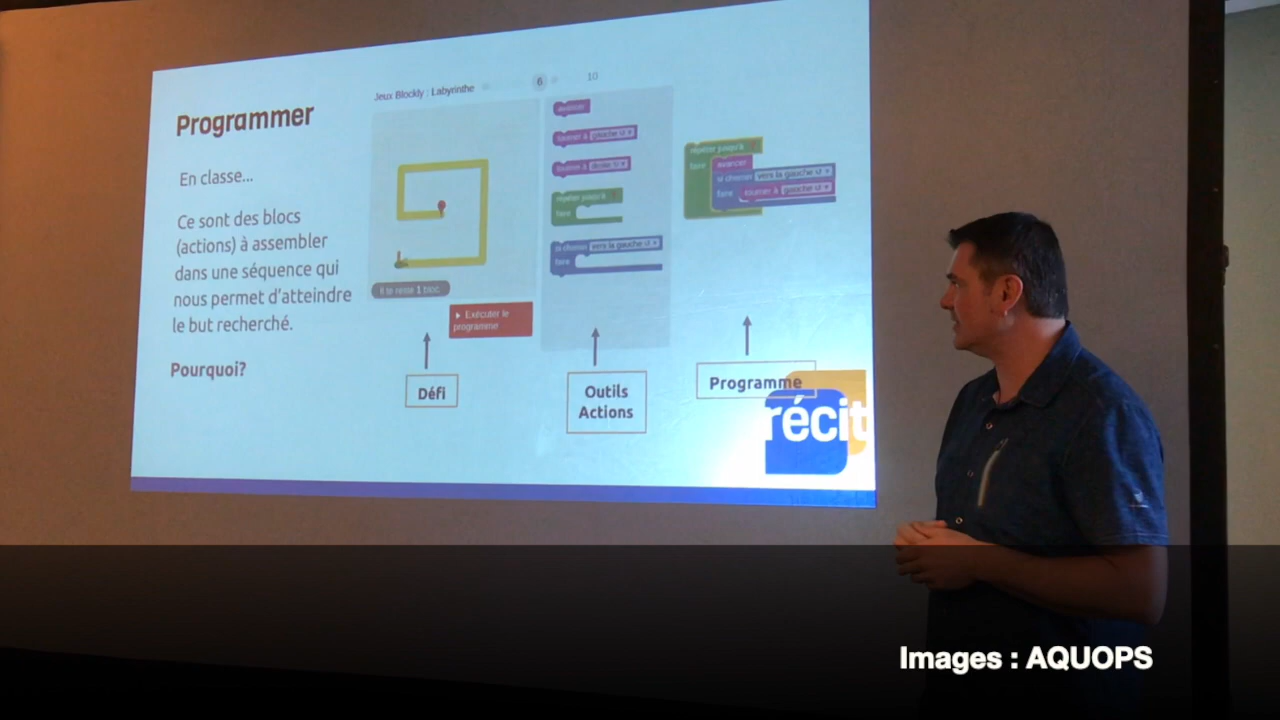 Programmer
En classe...
Ce sont des blocs
(actions) à assembler
dans une séquence qui
nous permet d'atteindre
le but recherché.
Pourquoi?
Jeux Blockly : Labyrinthe
6
10
Il te reste 1 bloc.
Exécuter le
programme
avancer
tourner à gauche ↺ ▾
tourner à droite ↻ ▾
répéter jusqu'à
faire
si chemin vers la gauche ↺ ▾
faire
répéter jusqu'à
faire avancer
si chemin vers la gauche ↺ ▾
faire tourner à gauche ↺ ▾
Défi
Outils
Actions
Programme
récit
Images : AQUOPS